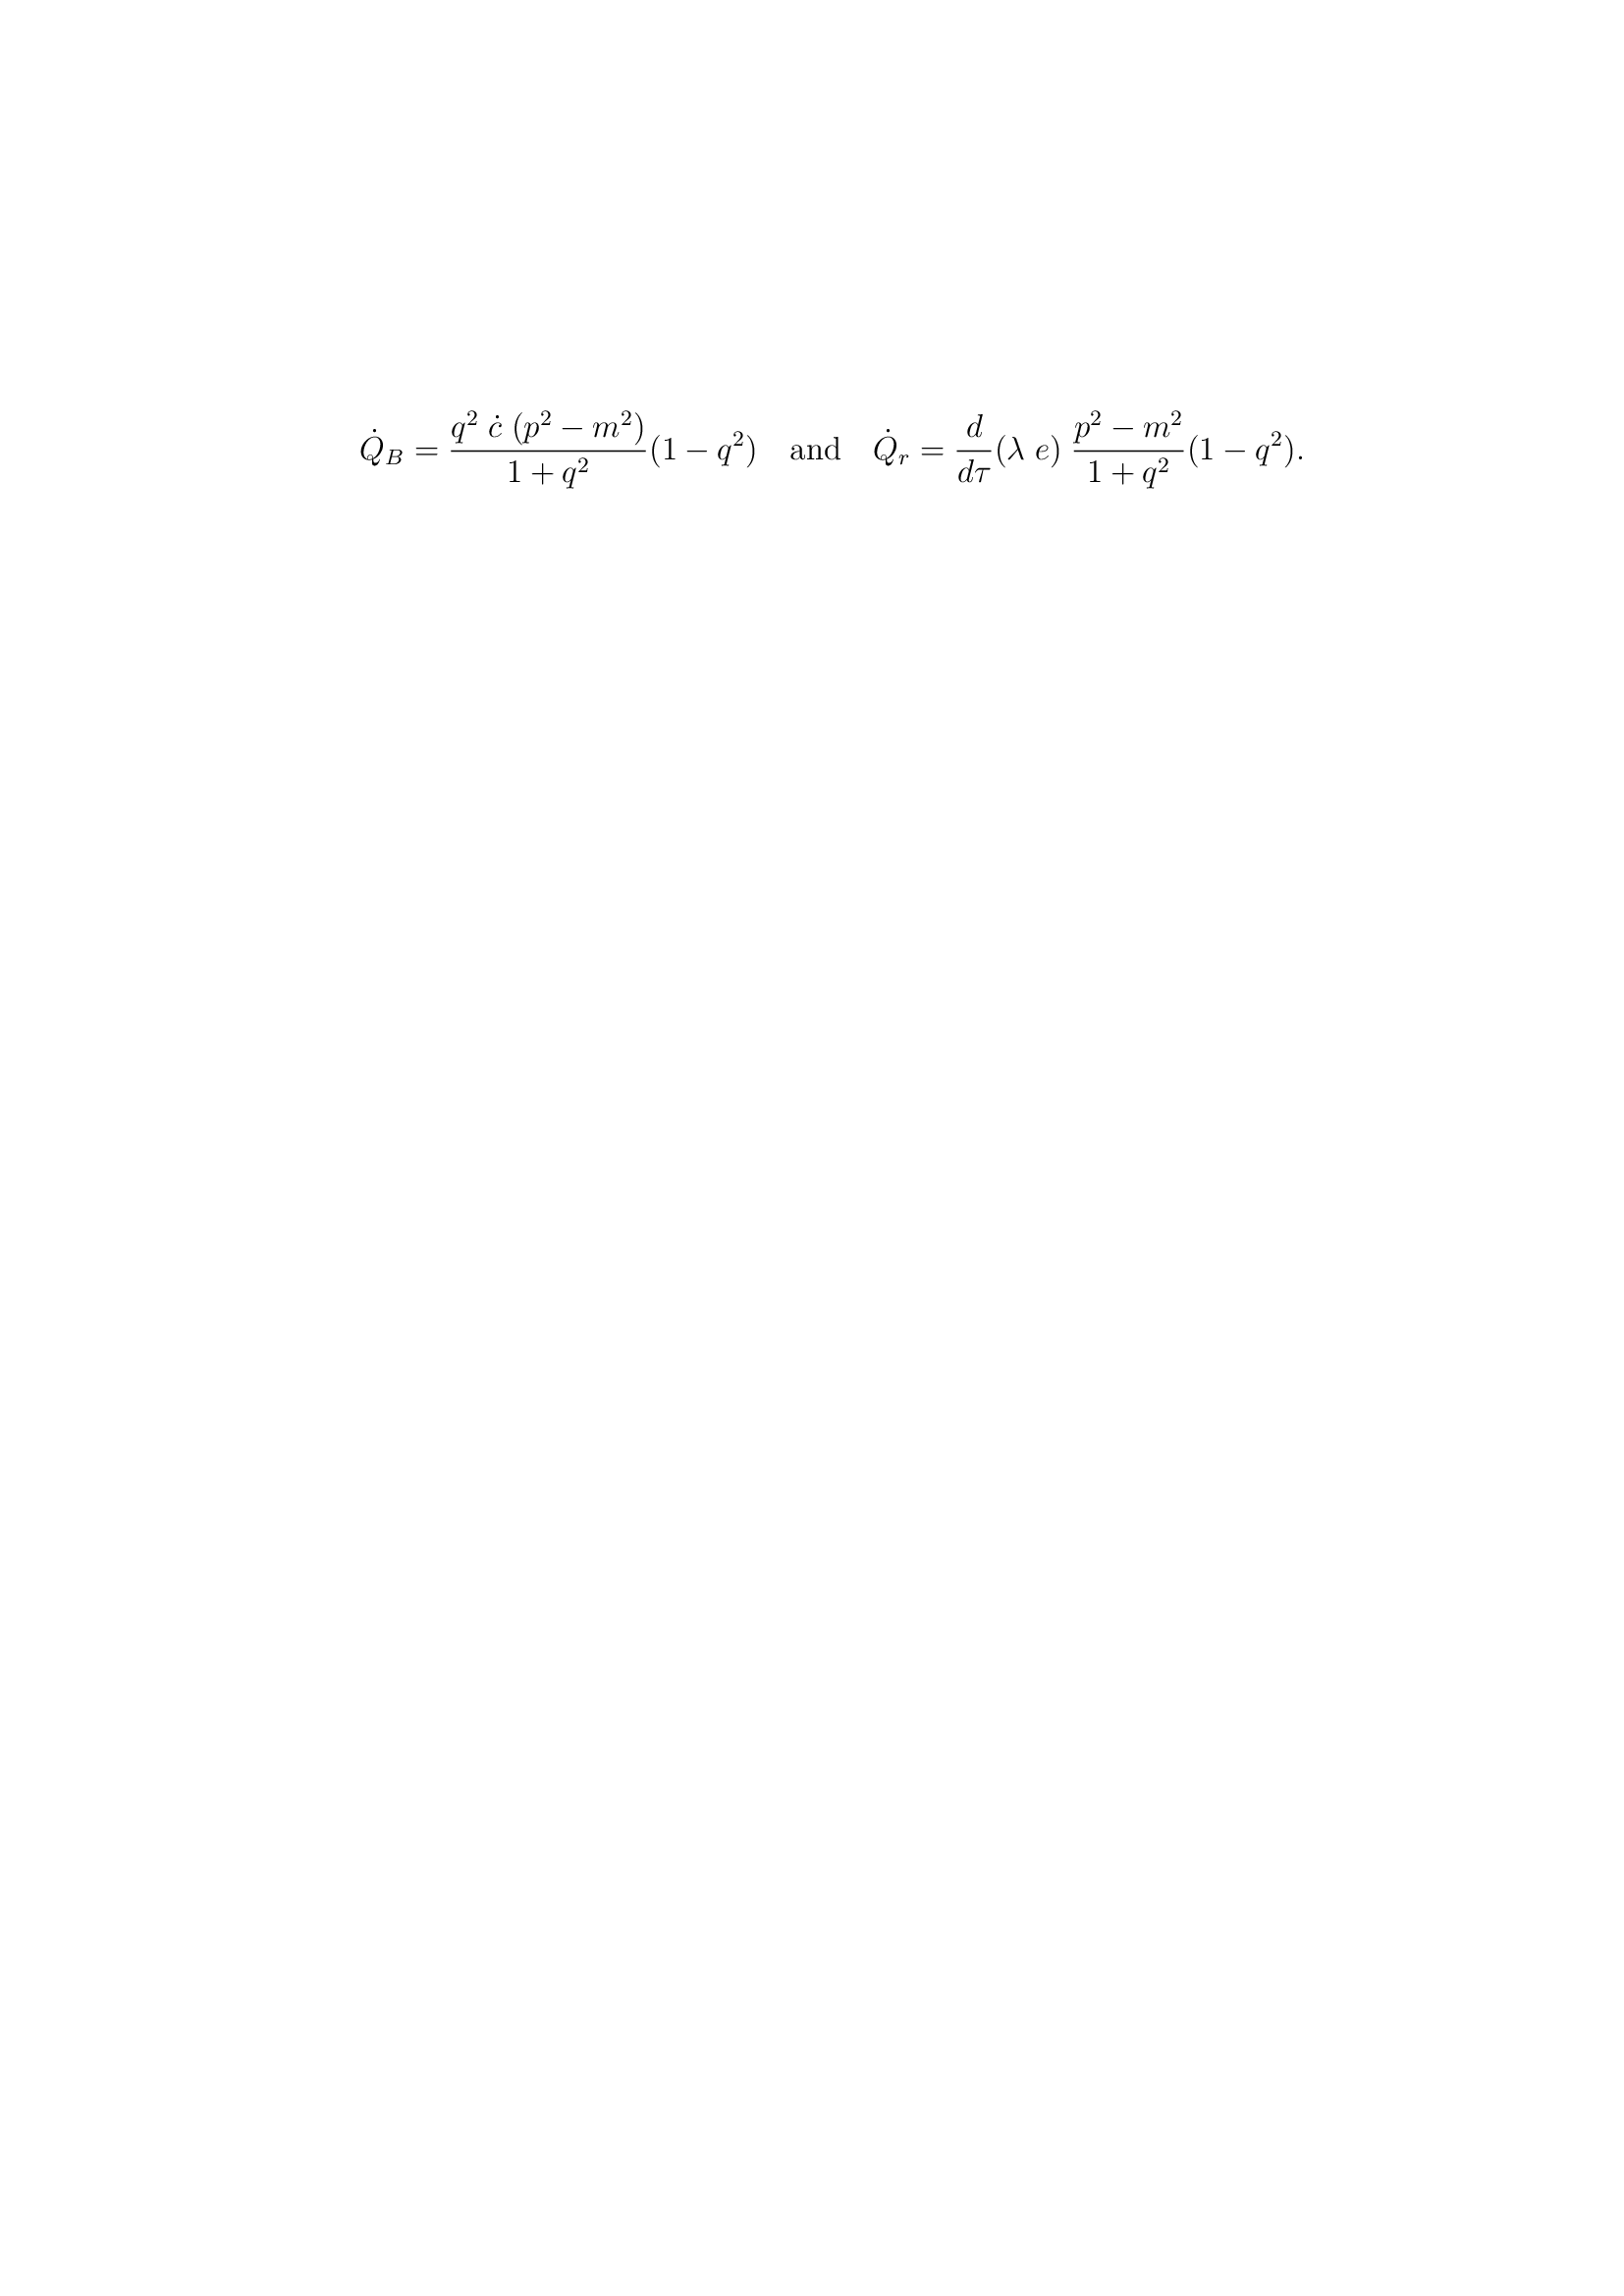 $\dot{Q}_B = \frac{q^2 \; \dot{c} \; (p^2 - m^2)}{1 + q^2}(1 - q^2) \quad \text{and} \quad \dot{Q}_r = \frac{d}{d\tau}(\lambda \; e) \; \frac{p^2 - m^2}{1 + q^2}(1 - q^2).$